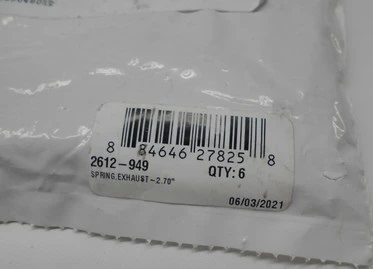 8 84646 27825 8
2612-949 QTY:6
SPRING,EXHAUST-2.70"
06/03/2021